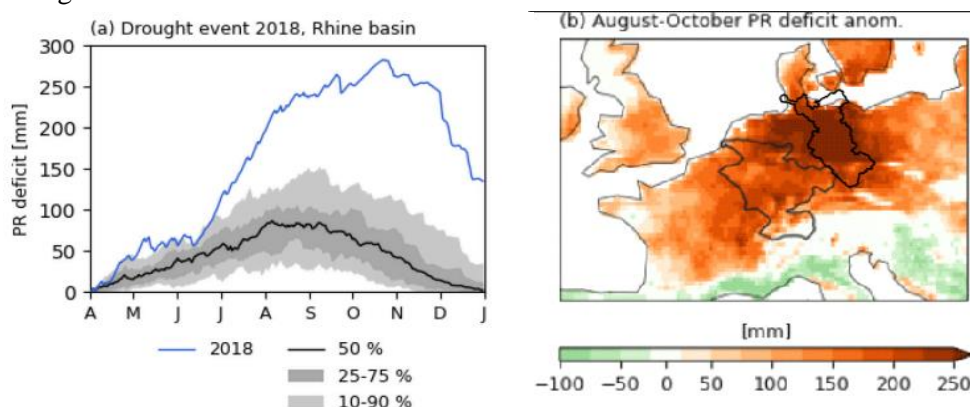 (a) Drought event 2018, Rhine basin
300
250
200
150
100
50
0
PR deficit [mm]
A M J J A S O N D J
2018
50 %
25-75 %
10-90 %
(b) August-October PR deficit anom.
[mm]
−100 −50 0 50 100 150 200 250